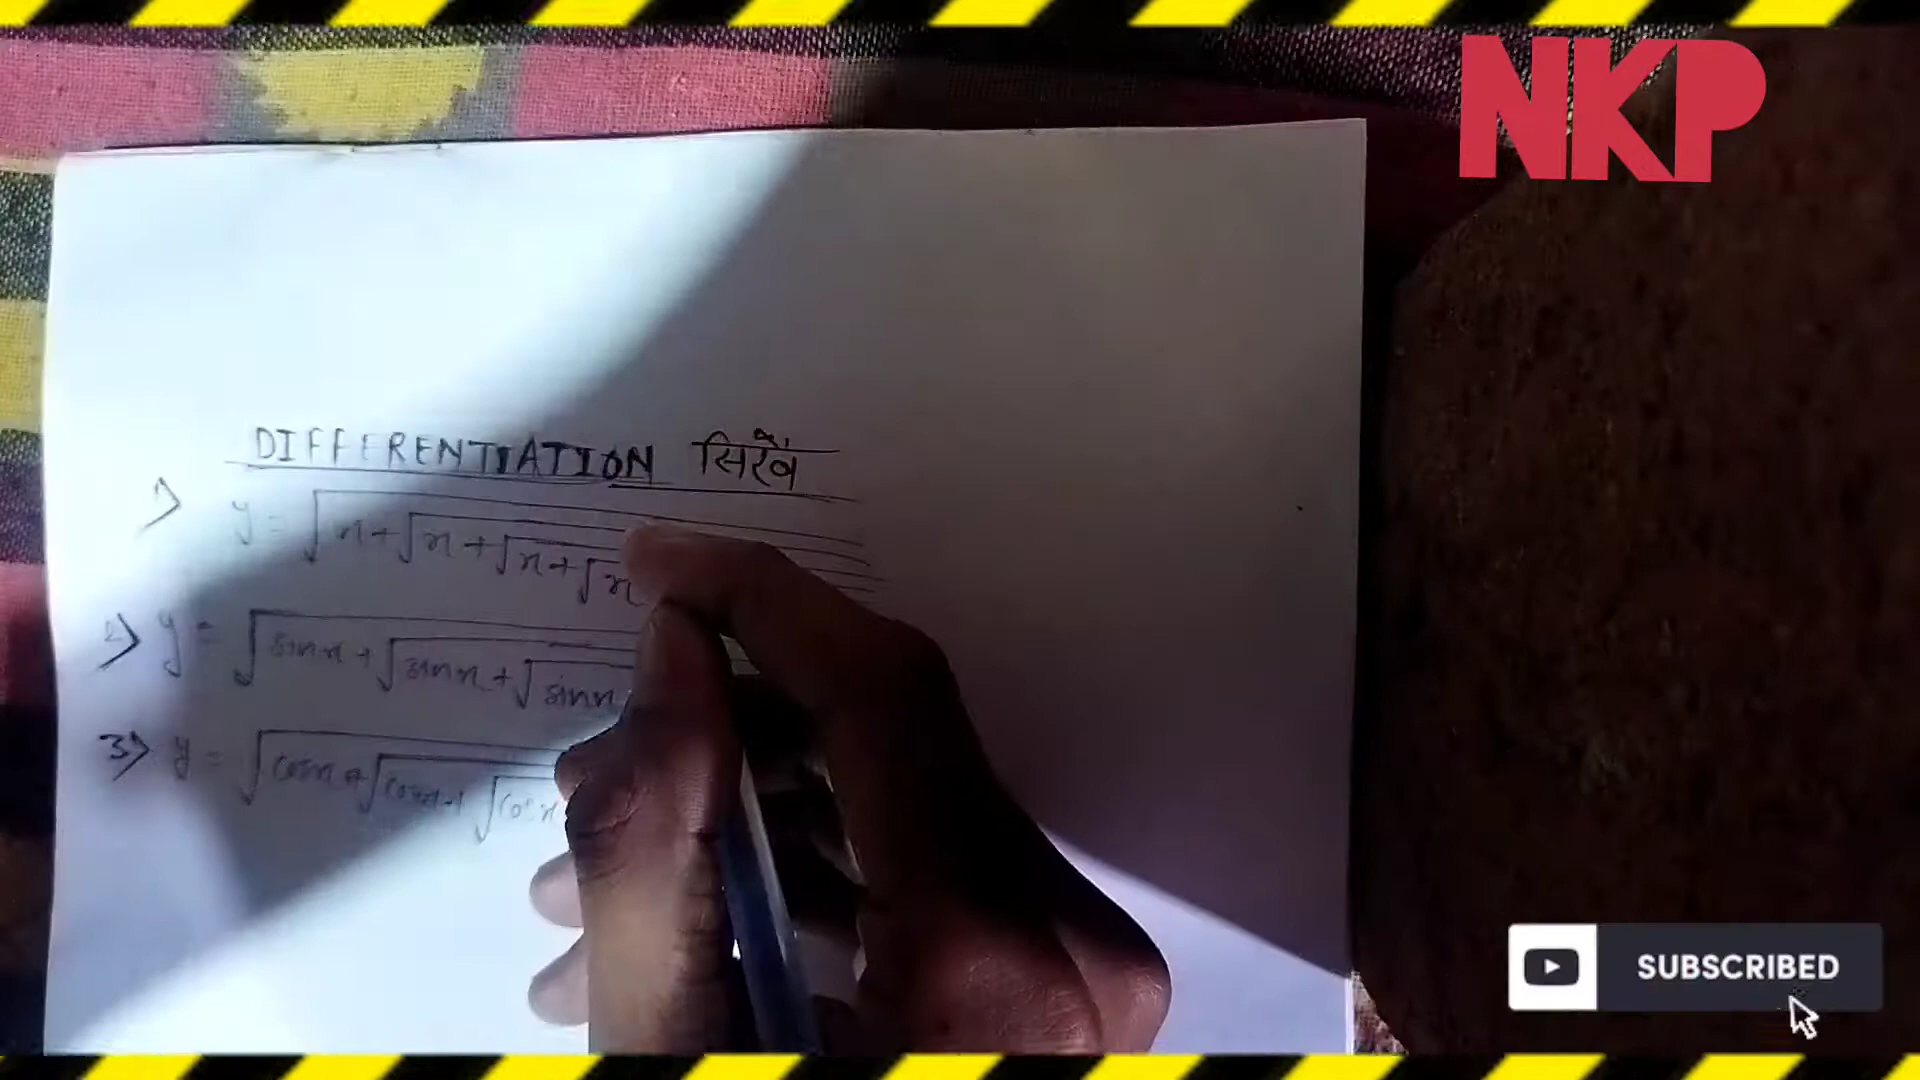 NKP
DIFFERENTIATION सिखें
1) y = √x+√x+√x+√x
2) y = √sinx+√sinx+√sinx
3) y = √cosx+√cosx+√cosx
SUBSCRIBED